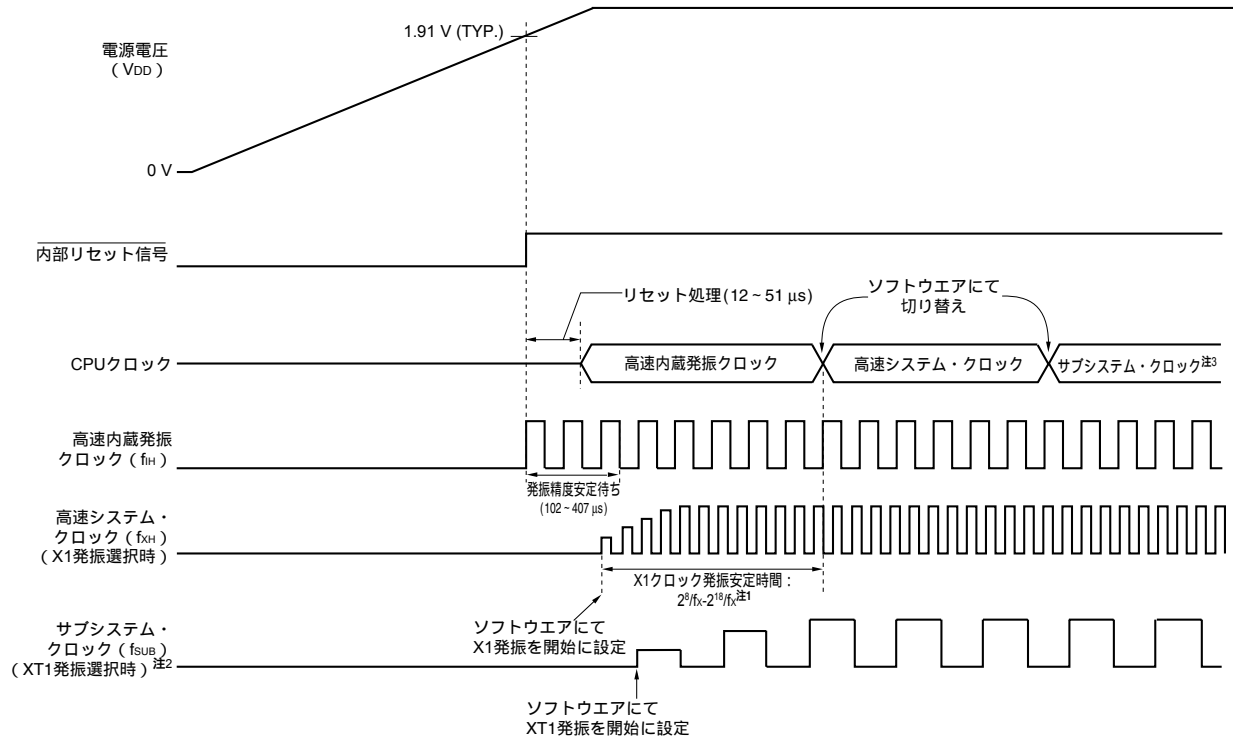 1.91 V (TYP.)
電源電圧
（VDD）
0 V
内部リセット信号
リセット処理(12～51 μs)
ソフトウエアにて
切り替え
CPUクロック
高速内蔵発振クロック
高速システム・クロック
サブシステム・クロック注3
高速内蔵発振
クロック（fIH）
発振精度安定待ち
(102～407 μs)
高速システム・
クロック（fXH）
（X1発振選択時）
X1クロック発振安定時間：
2⁸/fX-2¹⁸/fX注1
ソフトウエアにて
X1発振を開始に設定
サブシステム・
クロック（fSUB）
（XT1発振選択時）注2
ソフトウエアにて
XT1発振を開始に設定